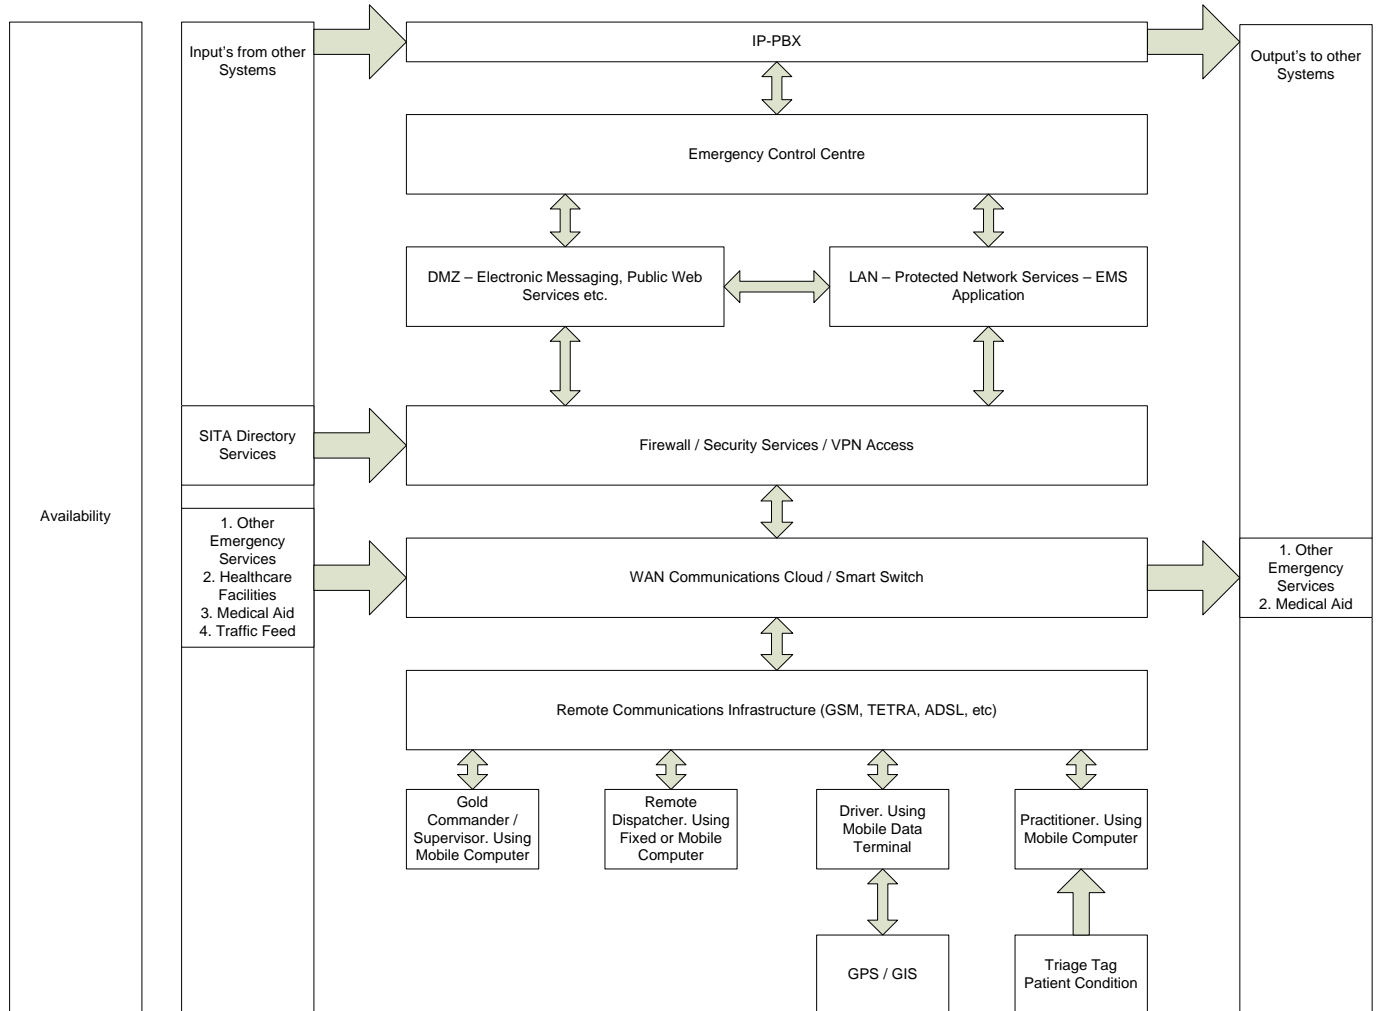 Input's from other
Systems
IP-PBX
Output's to other
Systems
Emergency Control Centre
DMZ – Electronic Messaging, Public Web
Services etc.
LAN – Protected Network Services – EMS
Application
SITA Directory
Services
Firewall / Security Services / VPN Access
Availability
1. Other
Emergency
Services
2. Healthcare
Facilities
3. Medical Aid
4. Traffic Feed
WAN Communications Cloud / Smart Switch
1. Other
Emergency
Services
2. Medical Aid
Remote Communications Infrastructure (GSM, TETRA, ADSL, etc)
Gold
Commander /
Supervisor. Using
Mobile Computer
Remote
Dispatcher. Using
Fixed or Mobile
Computer
Driver. Using
Mobile Data
Terminal
Practitioner. Using
Mobile Computer
GPS / GIS
Triage Tag
Patient Condition